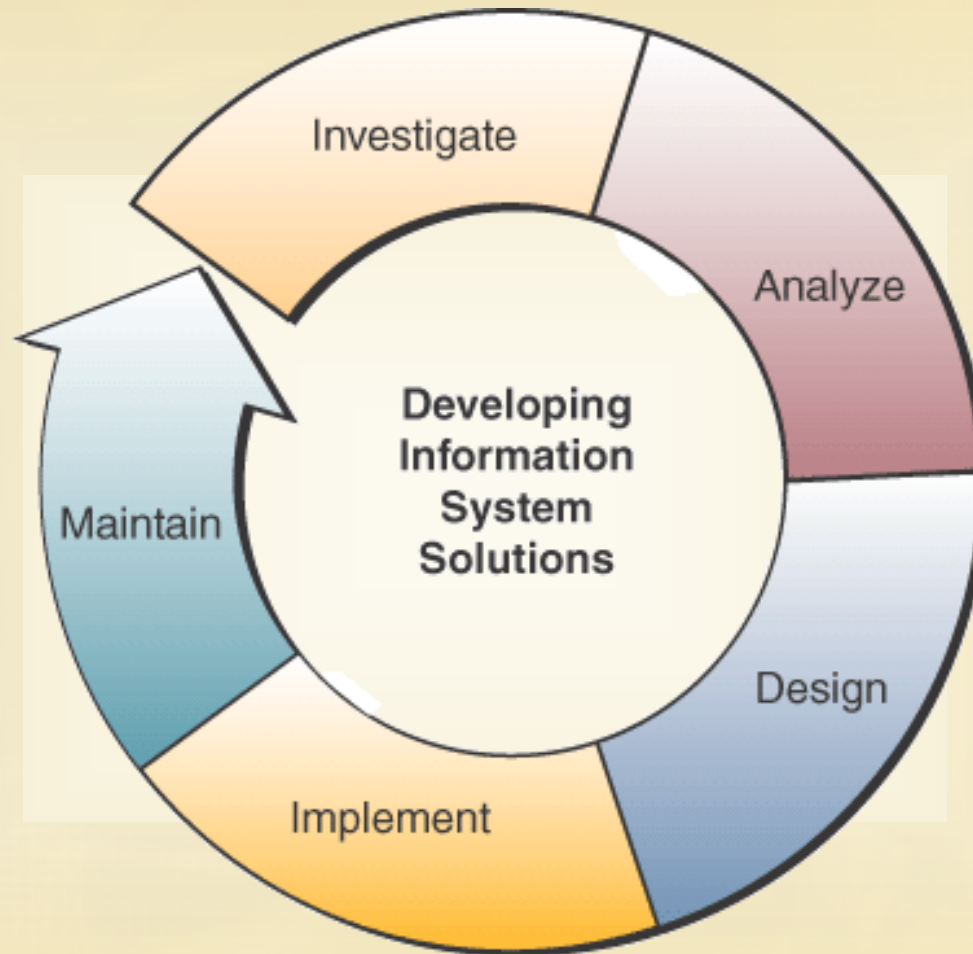 Investigate
Analyze
Developing
Information
System
Solutions
Maintain
Design
Implement